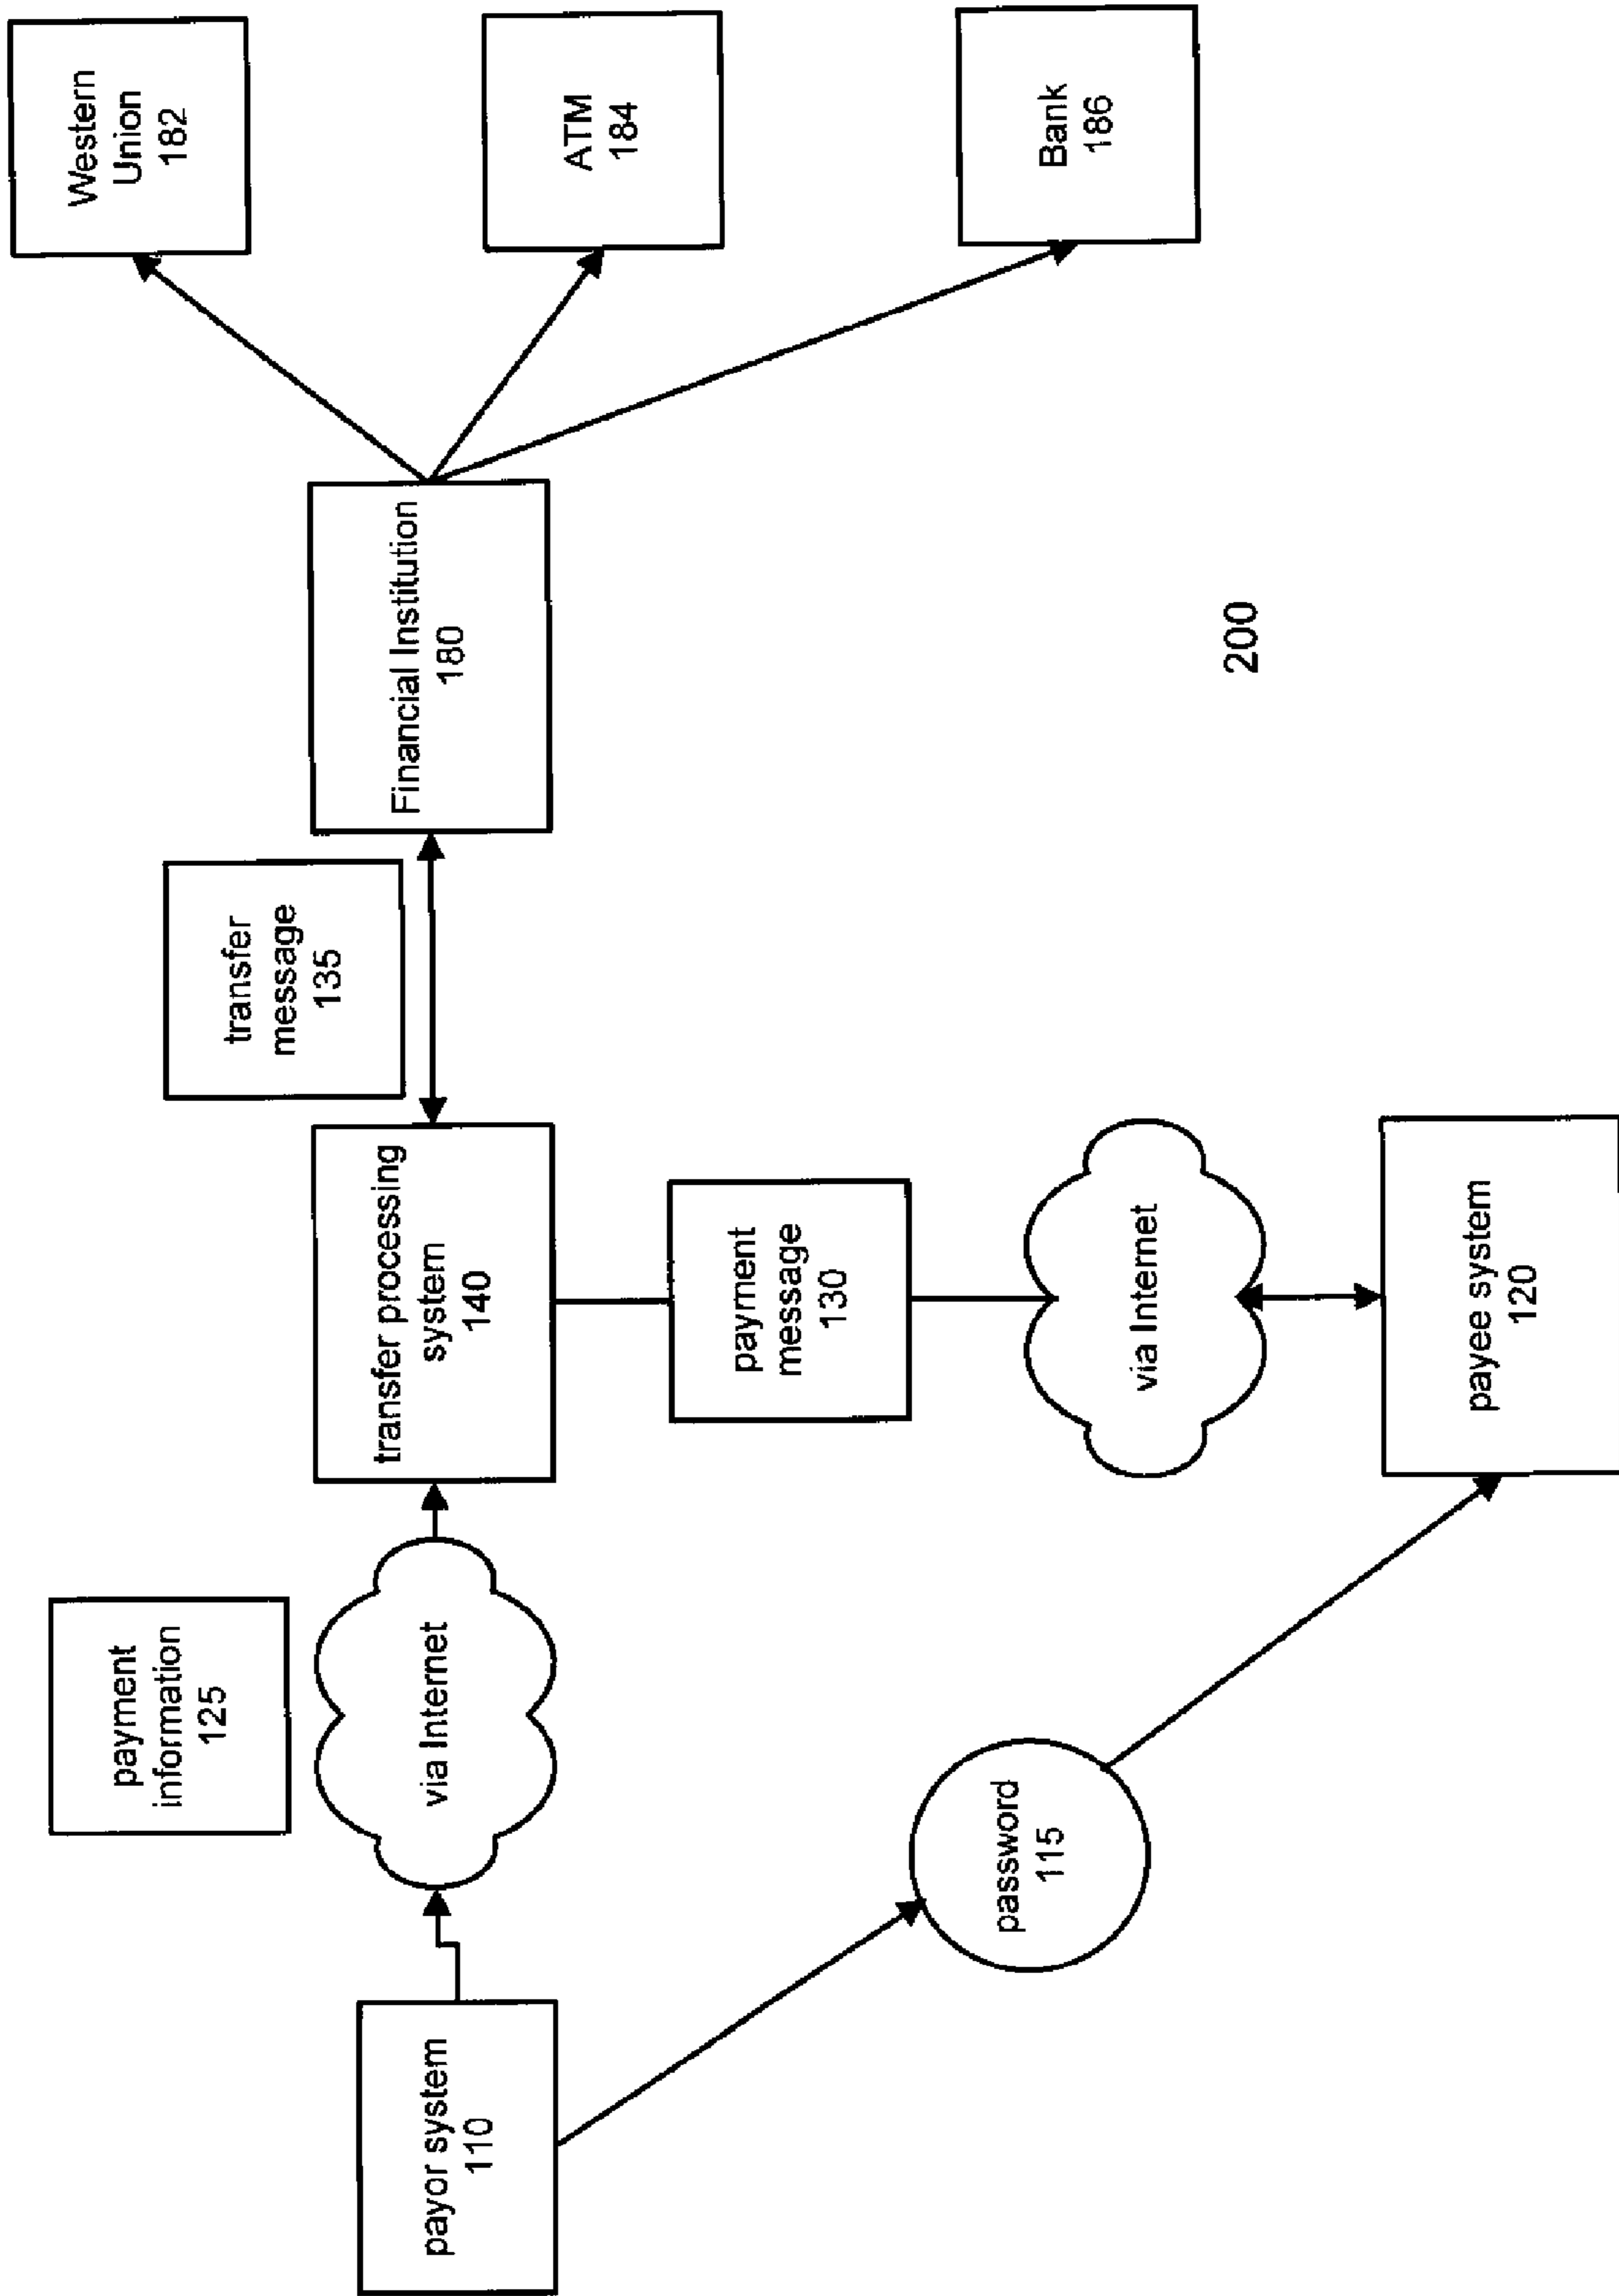 payment
information
125
transfer
message
135
Western
Union
182
payor system
110
via Internet
transfer processing
system
140
Financial Institution
180
ATM
184
payment
message
130
password
115
via Internet
Bank
186
payee system
120
200